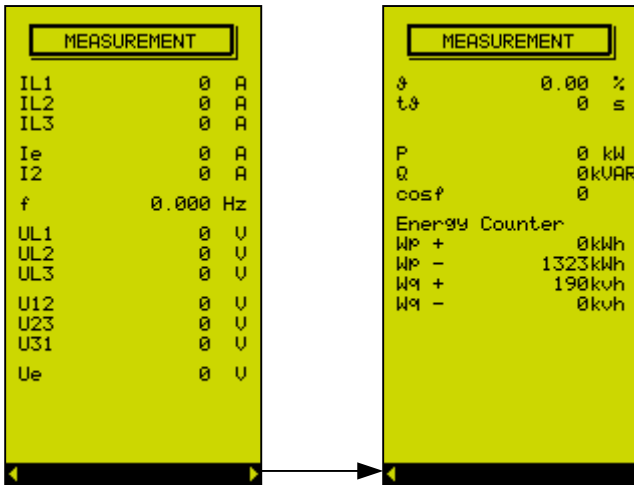 MEASUREMENT
IL1 0 A
IL2 0 A
IL3 0 A
Ie 0 A
I2 0 A
f 0.000 Hz
UL1 0 V
UL2 0 V
UL3 0 V
U12 0 V
U23 0 V
U31 0 V
Ue 0 V
MEASUREMENT
ϑ 0.00 %
tϑ 0 s
P 0 kW
Q 0kVAR
cosf 0
Energy Counter
Wp + 0kWh
Wp - 1323kWh
Wq + 190kvh
Wq - 0kvh